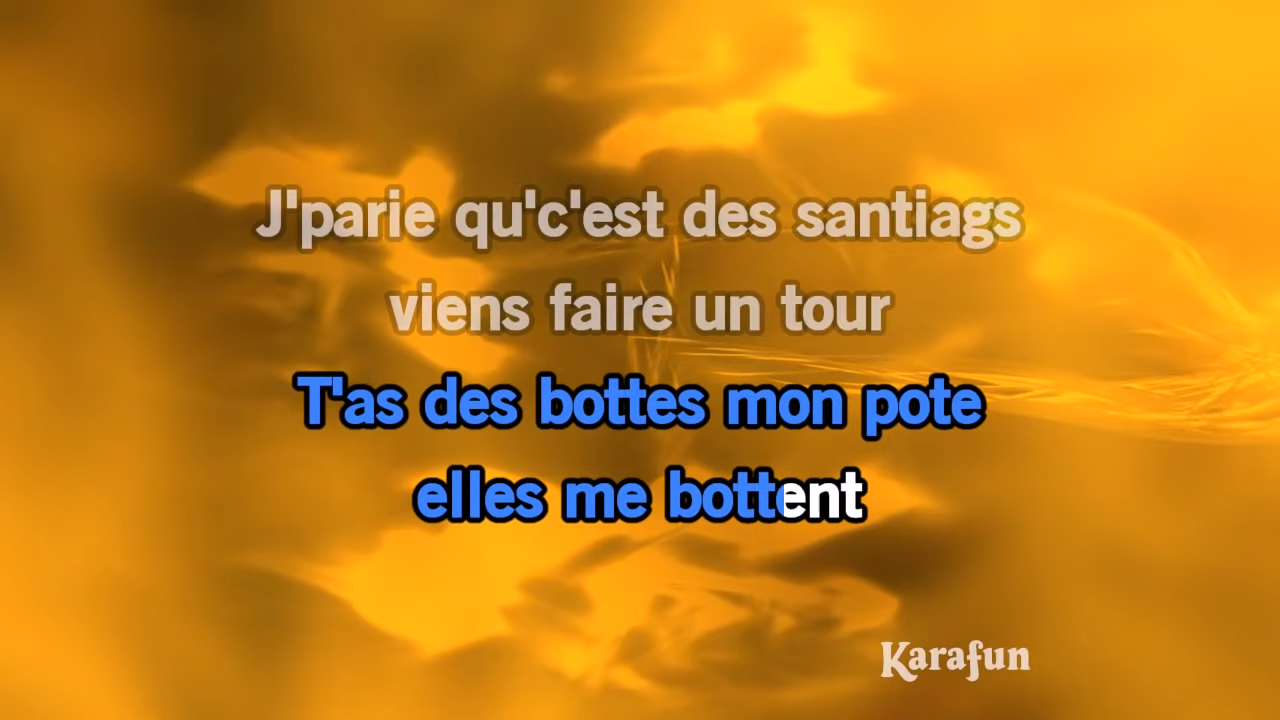 J'parie qu'c'est des santiags
viens faire un tour
T'as des bottes mon pote
elles me bottent
Karafun